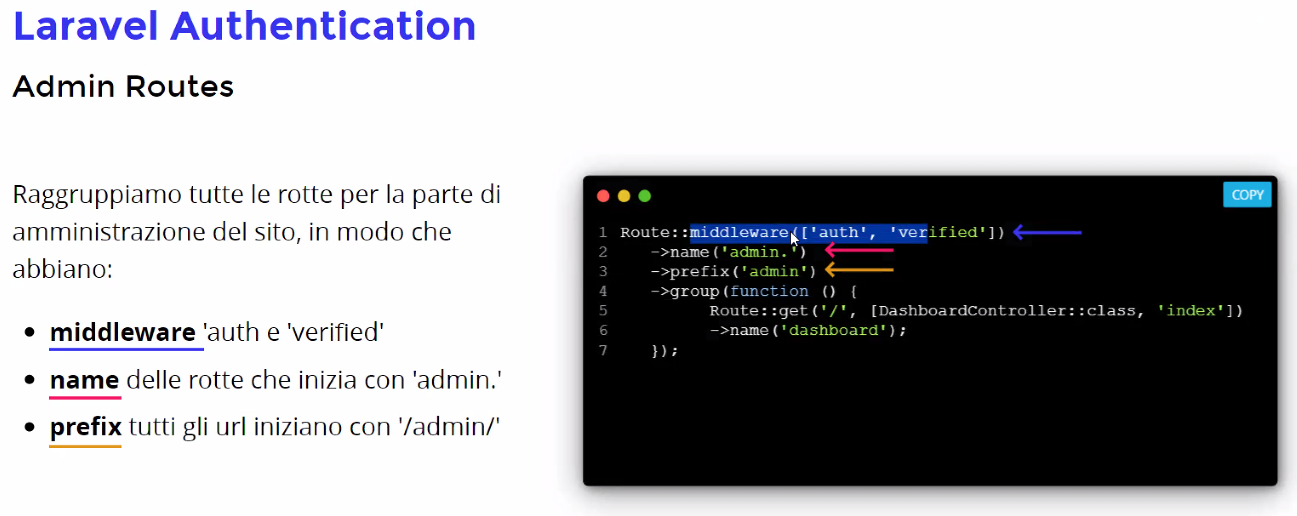 Laravel Authentication
Admin Routes
Raggruppiamo tutte le rotte per la parte di
amministrazione del sito, in modo che
abbiano:
• middleware 'auth e 'verified'
• name delle rotte che inizia con 'admin.'
• prefix tutti gli url iniziano con '/admin/'
COPY
1 Route::middleware(['auth', 'verified'])
2 ->name('admin.')
3 ->prefix('admin')
4 ->group(function () {
5 Route::get('/', [DashboardController::class, 'index'])
6 ->name('dashboard');
7 });